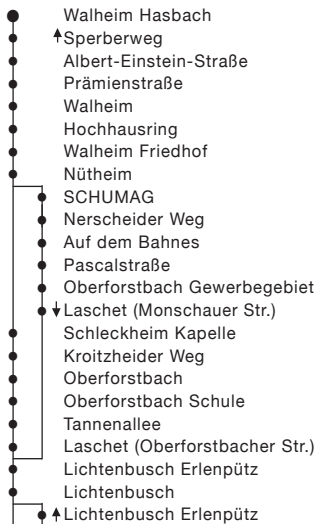 Walheim Hasbach
Sperberweg
Albert-Einstein-Straße
Prämienstraße
Walheim
Hochhausring
Walheim Friedhof
Nütheim
SCHUMAG
Nerscheider Weg
Auf dem Bahnes
Pascalstraße
Oberforstbach Gewerbegebiet
Laschet (Monschauer Str.)
Schleckheim Kapelle
Kroitzheider Weg
Oberforstbach
Oberforstbach Schule
Tannenallee
Laschet (Oberforstbacher Str.)
Lichtenbusch Erlenpütz
Lichtenbusch
Lichtenbusch Erlenpütz